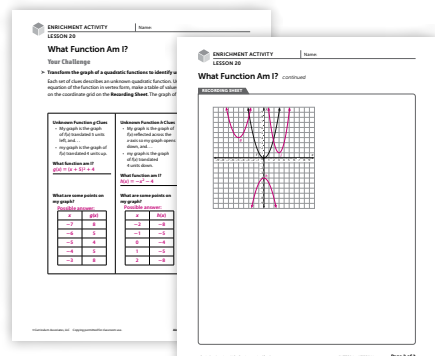 ENRICHMENT ACTIVITY
Name:
LESSON 20
What Function Am I?
Your Challenge
► Transform the graph of a quadratic functions to identify u
Each set of clues describes an unknown quadratic function. U
equation of the function in vertex form, make a table of value
on the coordinate grid on the Recording Sheet. The graph of
Unknown Function g Clues
• My graph is the graph
of f(x) translated 5 units
left, and . . .
• my graph is the graph of
f(x) translated 4 units up.
What function am I?
g(x) = (x + 5)² + 4
What are some points on
my graph?
Possible answer:
x g(x)
−7 8
−6 5
−5 4
−4 5
−3 8
Unknown Function h Clues
• My graph is the graph of
f(x) reflected across the
x-axis so my graph opens
down, and . . .
• my graph is the graph
of f(x) translated
4 units down.
What function am I?
h(x) = −x² − 4
What are some points on
my graph?
Possible answer:
x h(x)
−2 −8
−1 −5
0 −4
1 −5
2 −8
ENRICHMENT ACTIVITY
Name:
LESSON 20
What Function Am I? continued
RECORDING SHEET